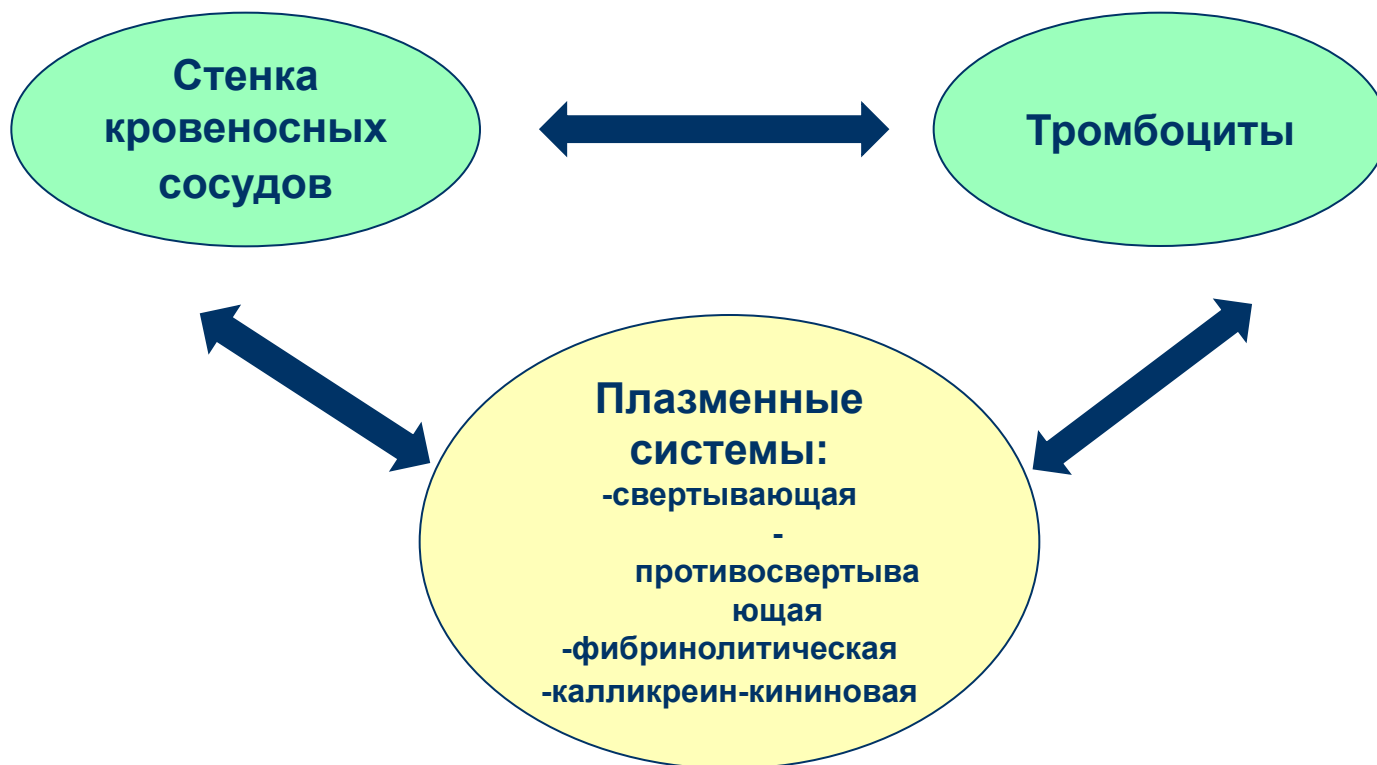 Стенка
кровеносных
сосудов
Тромбоциты
Плазменные
системы:
-свертывающая
-
противосвертыва
ющая
-фибринолитическая
-калликреин-кининовая